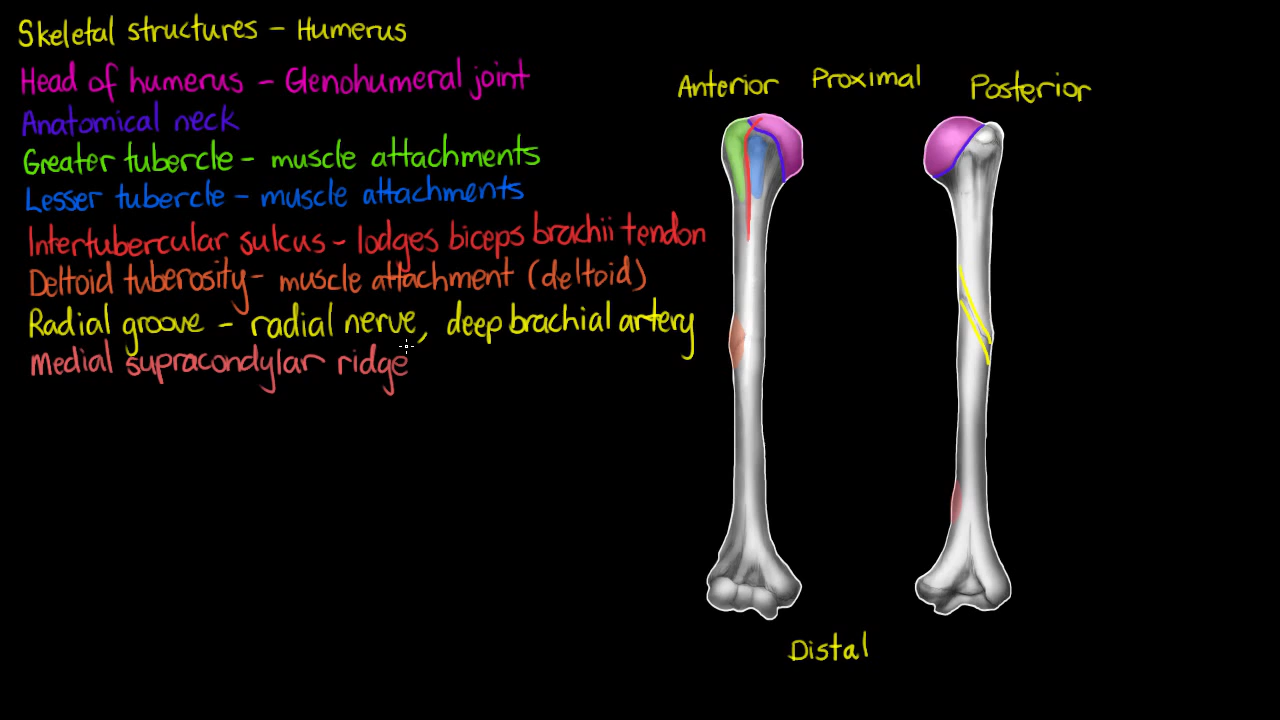 Skeletal structures - Humerus
Head of humerus - Glenohumeral joint
Anatomical neck
Greater tubercle - muscle attachments
Lesser tubercle - muscle attachments
Intertubercular sulcus - lodges biceps brachii tendon
Deltoid tuberosity - muscle attachment (deltoid)
Radial groove - radial nerve, deep brachial artery
Medial supracondylar ridge
Anterior Proximal Posterior
Distal